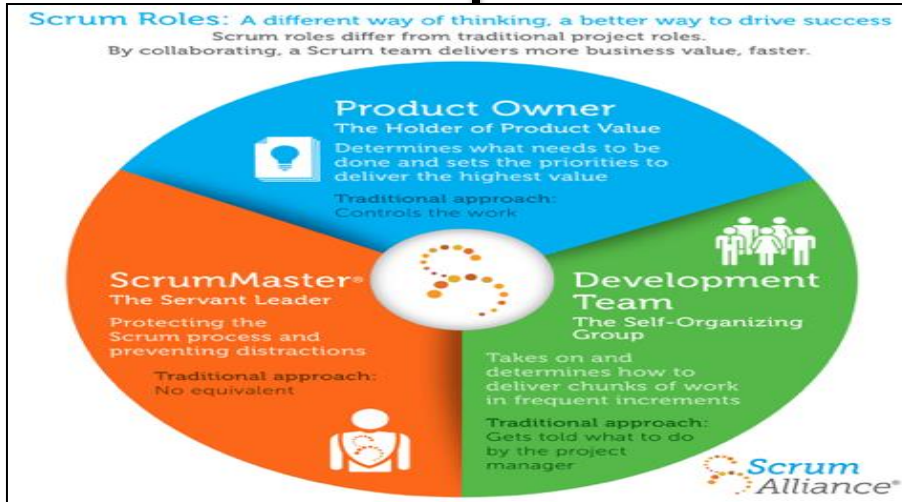 Scrum Roles: A different way of thinking, a better way to drive success
Scrum roles differ from traditional project roles.
By collaborating, a Scrum team delivers more business value, faster.
Product Owner
The Holder of Product Value
Determines what needs to be
done and sets the priorities to
deliver the highest value
Traditional approach:
Controls the work
ScrumMaster®
The Servant Leader
Protecting the
Scrum process and
preventing distractions
Traditional approach:
No equivalent
Development
Team
The Self-Organizing
Group
Takes on and
determines how to
deliver chunks of work
in frequent increments
Traditional approach:
Gets told what to do
by the project
manager
Scrum
Alliance®